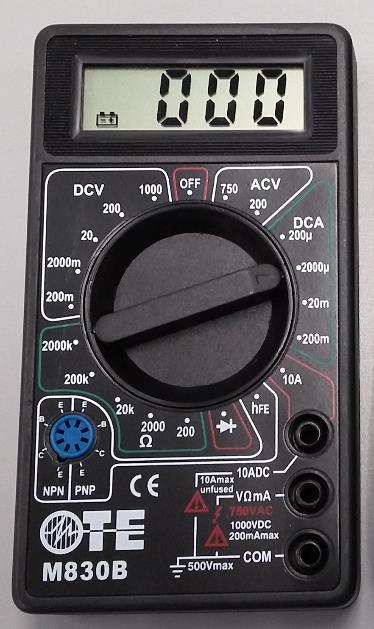 000
DCV
1000
OFF
750
ACV
200
200
DCA
20
200µ
2000m
2000µ
200m
20m
2000k
200m
200k
10A
20k
2000
Ω
200
hFE
E E
B B
C C
E E
NPN PNP
CE
10ADC
10Amax
unfused
VΩmA
750VAC
1000VDC
200mAmax
OTE
M830B
500Vmax
COM